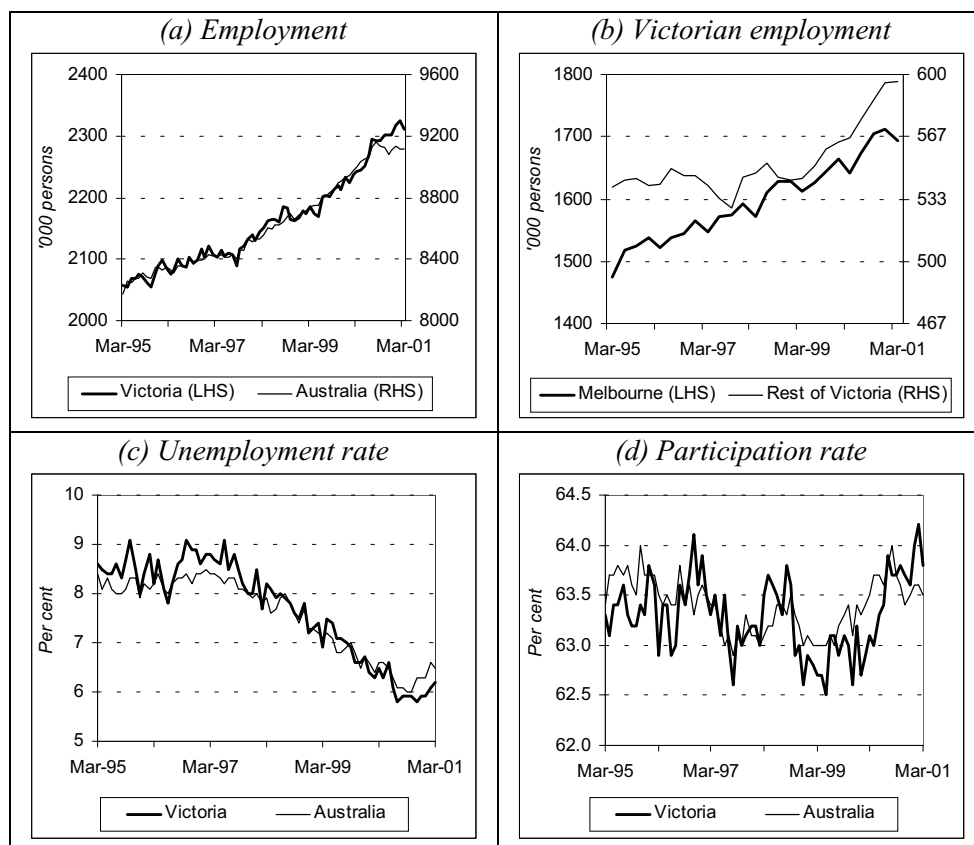 (a) Employment
2400
2300
2200
2100
2000
'000 persons
9600
9200
8800
8400
8000
Mar-95 Mar-97 Mar-99 Mar-01
Victoria (LHS) Australia (RHS)
(b) Victorian employment
1800
1700
1600
1500
1400
'000 persons
600
567
533
500
467
Mar-95 Mar-97 Mar-99 Mar-01
Melbourne (LHS) Rest of Victoria (RHS)
(c) Unemployment rate
10
9
8
7
6
5
Per cent
Mar-95 Mar-97 Mar-99 Mar-01
Victoria Australia
(d) Participation rate
64.5
64.0
63.5
63.0
62.5
62.0
Per cent
Mar-95 Mar-97 Mar-99 Mar-01
Victoria Australia